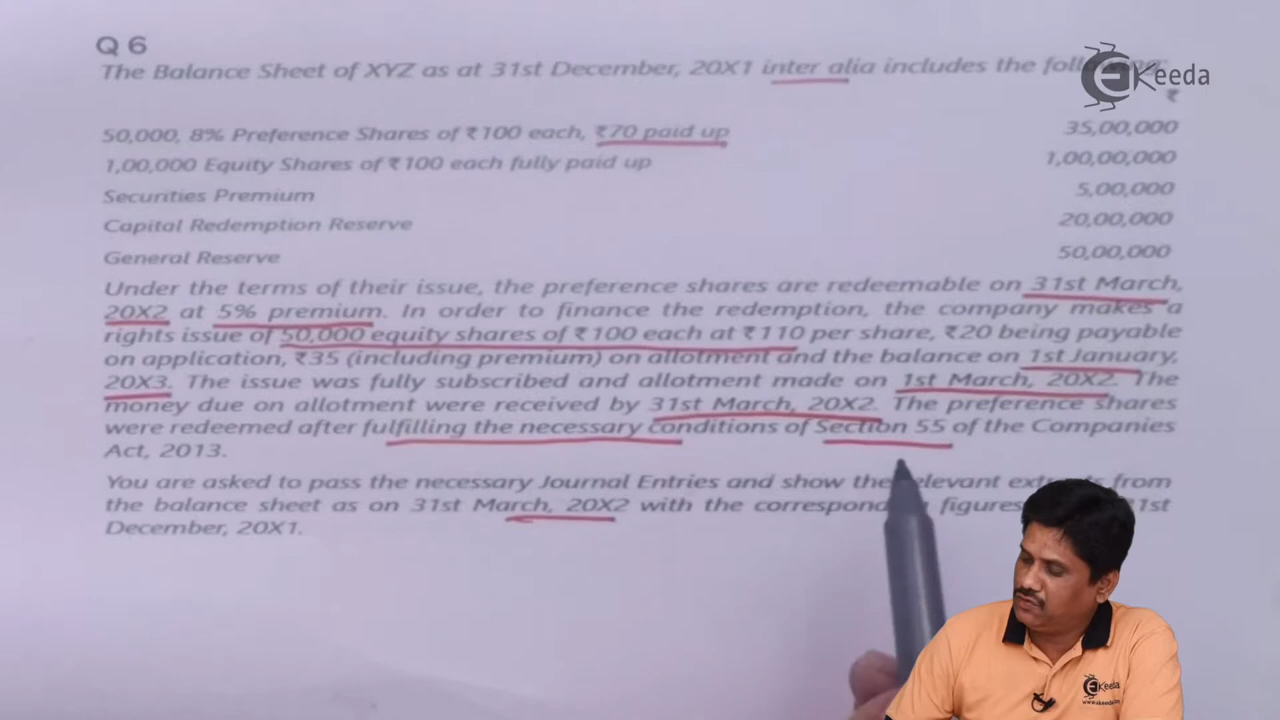 Q 6
The Balance Sheet of XYZ as at 31st December, 20X1 inter alia includes the
₹
50,000, 8% Preference Shares of ₹100 each, ₹70 paid up 35,00,000
1,00,000 Equity Shares of ₹100 each fully paid up 1,00,00,000
Securities Premium 5,00,000
Capital Redemption Reserve 20,00,000
General Reserve 50,00,000
Under the terms of their issue, the preference shares are redeemable on 31st March,
20X2 at 5% premium. In order to finance the redemption, the company makes a
rights issue of 50,000 equity shares of ₹100 each at ₹110 per share, ₹20 being payable
on application, ₹35 (including premium) on allotment and the balance on 1st January,
20X3. The issue was fully subscribed and allotment made on 1st March, 20X2. The
money due on allotment were received by 31st March, 20X2. The preference shares
were redeemed after fulfilling the necessary conditions of Section 55 of the Companies
Act, 2013.
You are asked to pass the necessary Journal Entries and show the relevant from
the balance sheet as on 31st March, 20X2 with the figures
December, 20X1.
EKeeda
EKeeda
www.ekeeda.com